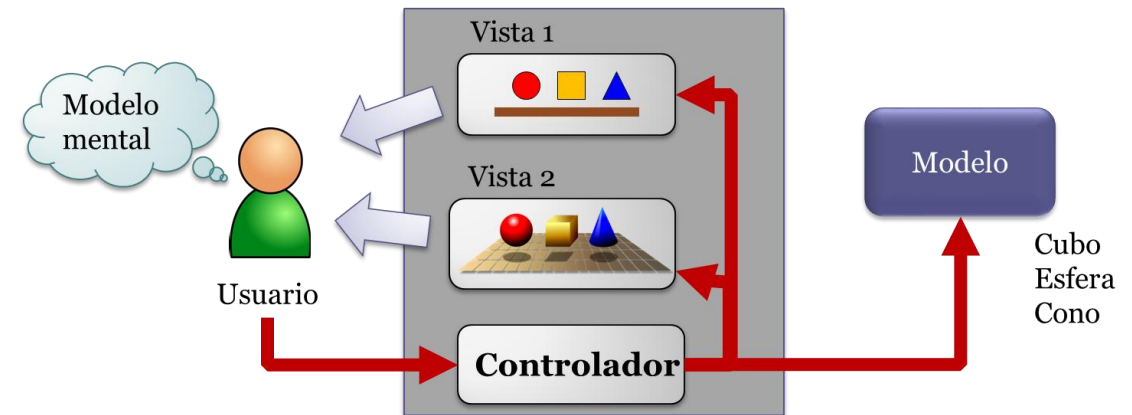 Vista 1
Modelo
mental
Modelo
Vista 2
Cubo
Esfera
Cono
Usuario
Controlador